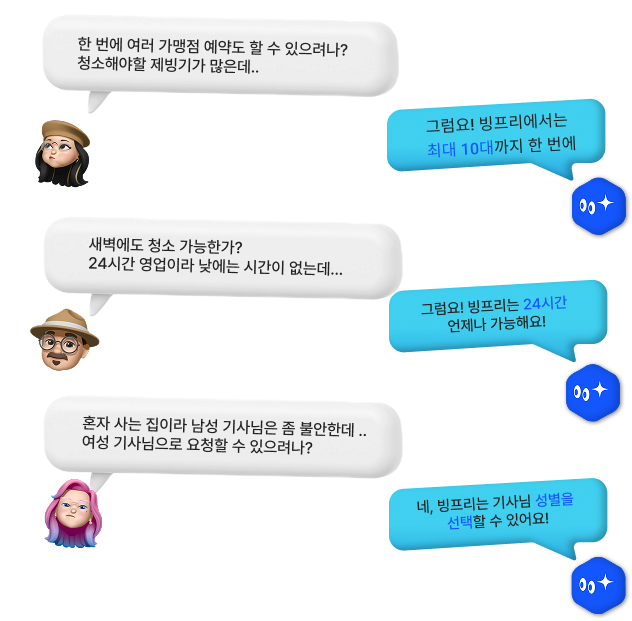 한 번에 여러 가맹점 예약도 할 수 있으려나?
청소해야할 제빙기가 많은데..
그럼요! 빙프리에서는
최대 10대까지 한 번에
새벽에도 청소 가능한가?
24시간 영업이라 낮에는 시간이 없는데...
그럼요! 빙프리는 24시간
언제나 가능해요!
혼자 사는 집이라 남성 기사님은 좀 불안한데 ..
여성 기사님으로 요청할 수 있으려나?
네, 빙프리는 기사님 성별을
선택할 수 있어요!